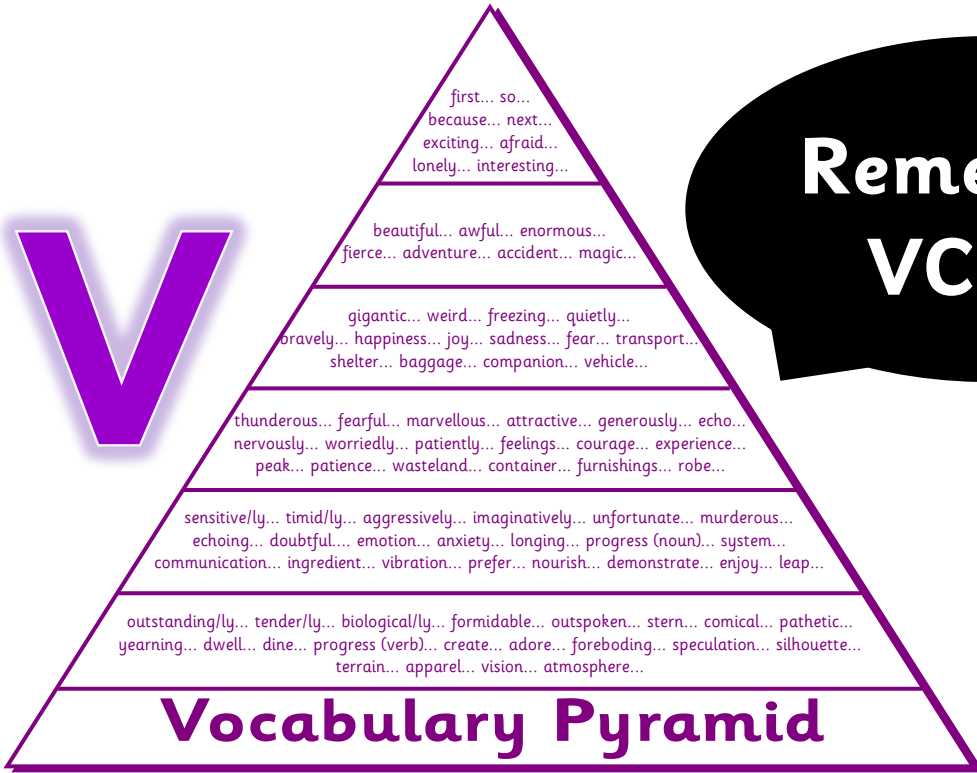 first... so...
because... next...
exciting... afraid...
lonely... interesting...
beautiful... awful... enormous...
fierce... adventure... accident... magic...
gigantic... weird... freezing... quietly...
bravely... happiness... joy... sadness... fear... transport...
shelter... baggage... companion... vehicle...
thunderous... fearful... marvellous... attractive... generously... echo...
nervously... worriedly... patiently... feelings... courage... experience...
peak... patience... wasteland... container... furnishings... robe...
sensitive/ly... timid/ly... aggressively... imaginatively... unfortunate... murderous...
echoing... doubtful.... emotion... anxiety... longing... progress (noun)... system...
communication... ingredient... vibration... prefer... nourish... demonstrate... enjoy... leap...
outstanding/ly... tender/ly... biological/ly... formidable... outspoken... stern... comical... pathetic...
yearning... dwell... dine... progress (verb)... create... adore... foreboding... speculation... silhouette...
terrain... apparel... vision... atmosphere...
Vocabulary Pyramid
V
VC